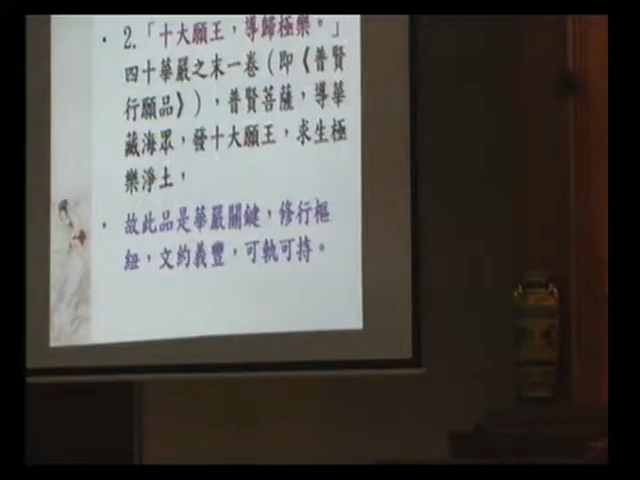 · 2.「十大願王，導歸極樂。」
四十華嚴之末一卷（即《普賢
行願品》），普賢菩薩，導華
藏海眾，發十大願王，求生極
樂淨土，
· 故此品是華嚴關鍵，修行樞
紐，文約義豐，可軌可持。